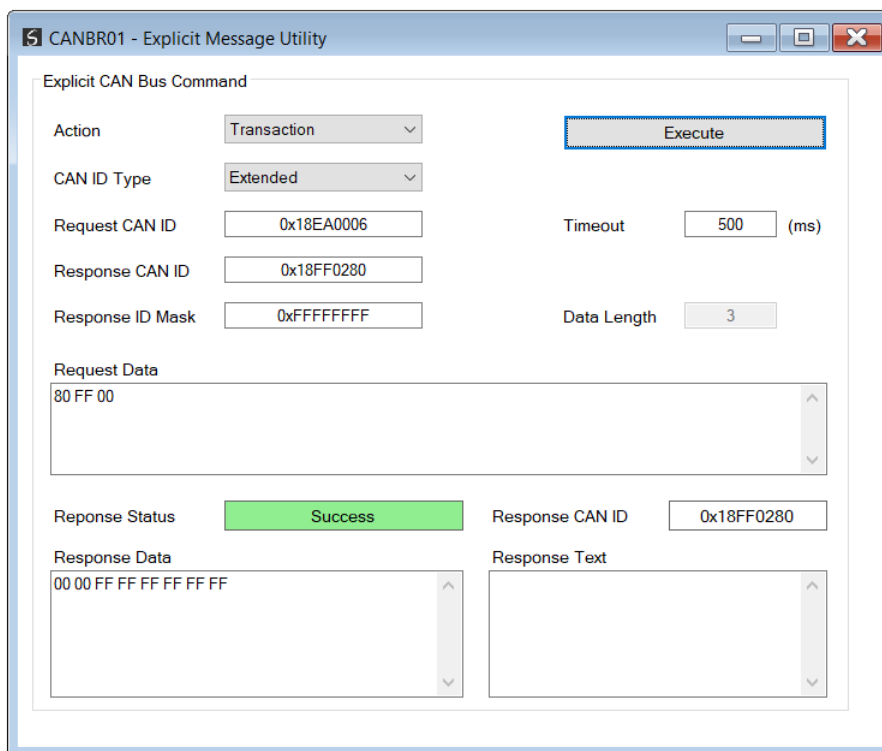 CANBR01 - Explicit Message Utility
Explicit CAN Bus Command
Action Transaction Execute
CAN ID Type Extended
Request CAN ID 0x18EA0006 Timeout 500 (ms)
Response CAN ID 0x18FF0280
Response ID Mask 0xFFFFFFFF Data Length 3
Request Data
80 FF 00
Reponse Status Success Response CAN ID 0x18FF0280
Response Data Response Text
00 00 FF FF FF FF FF FF